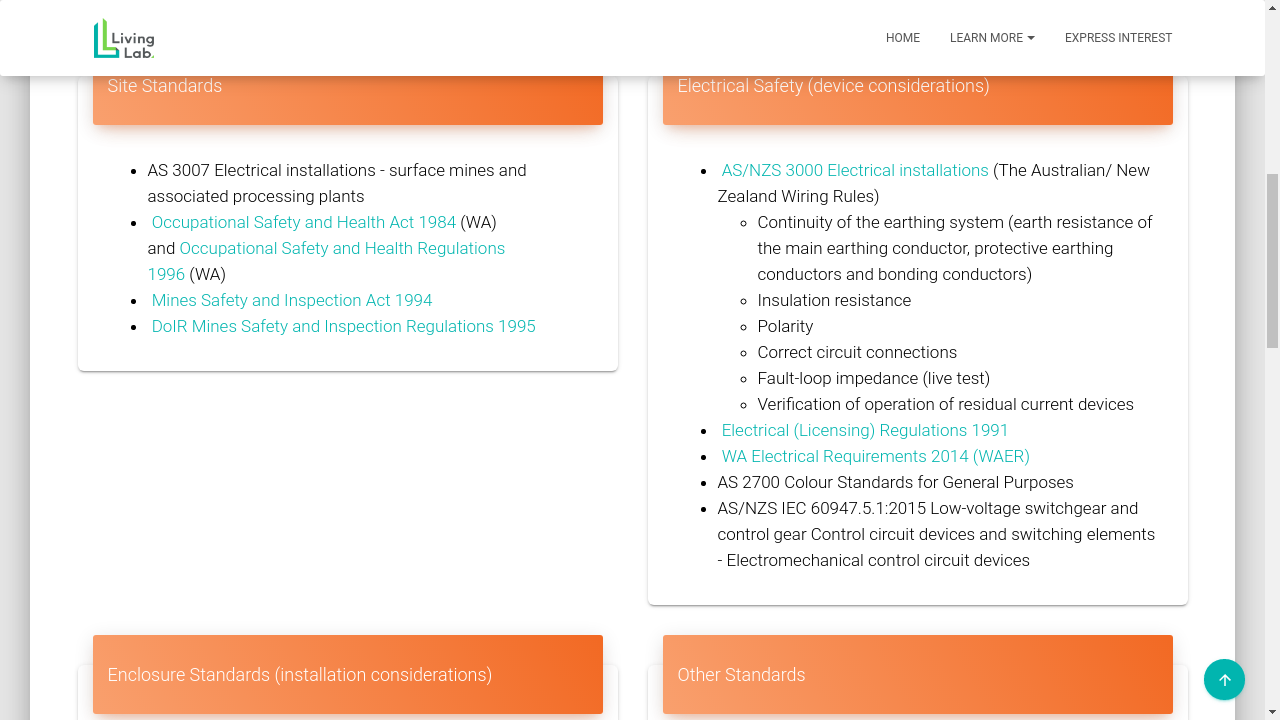 Living
Lab.
HOME
LEARN MORE
EXPRESS INTEREST
Site Standards
AS 3007 Electrical installations - surface mines and
associated processing plants
Occupational Safety and Health Act 1984 (WA)
and Occupational Safety and Health Regulations
1996 (WA)
Mines Safety and Inspection Act 1994
DoIR Mines Safety and Inspection Regulations 1995
Electrical Safety (device considerations)
AS/NZS 3000 Electrical installations (The Australian/ New
Zealand Wiring Rules)
Continuity of the earthing system (earth resistance of
the main earthing conductor, protective earthing
conductors and bonding conductors)
Insulation resistance
Polarity
Correct circuit connections
Fault-loop impedance (live test)
Verification of operation of residual current devices
Electrical (Licensing) Regulations 1991
WA Electrical Requirements 2014 (WAER)
AS 2700 Colour Standards for General Purposes
AS/NZS IEC 60947.5.1:2015 Low-voltage switchgear and
control gear Control circuit devices and switching elements
- Electromechanical control circuit devices
Enclosure Standards (installation considerations)
Other Standards